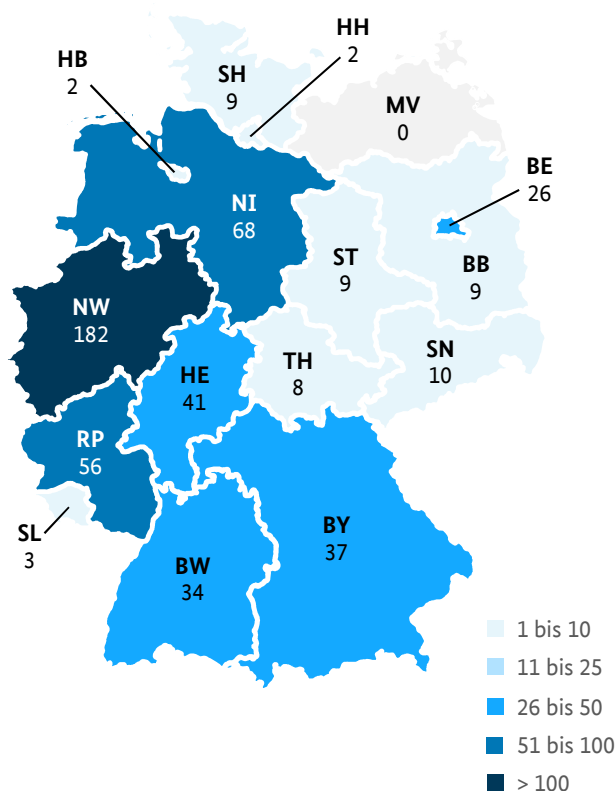 HH
2
HB
2
SH
9
MV
0
BE
26
NI
68
ST
9
BB
9
NW
182
TH
8
SN
10
HE
41
RP
56
SL
3
BY
37
BW
34
1 bis 10
11 bis 25
26 bis 50
51 bis 100
> 100